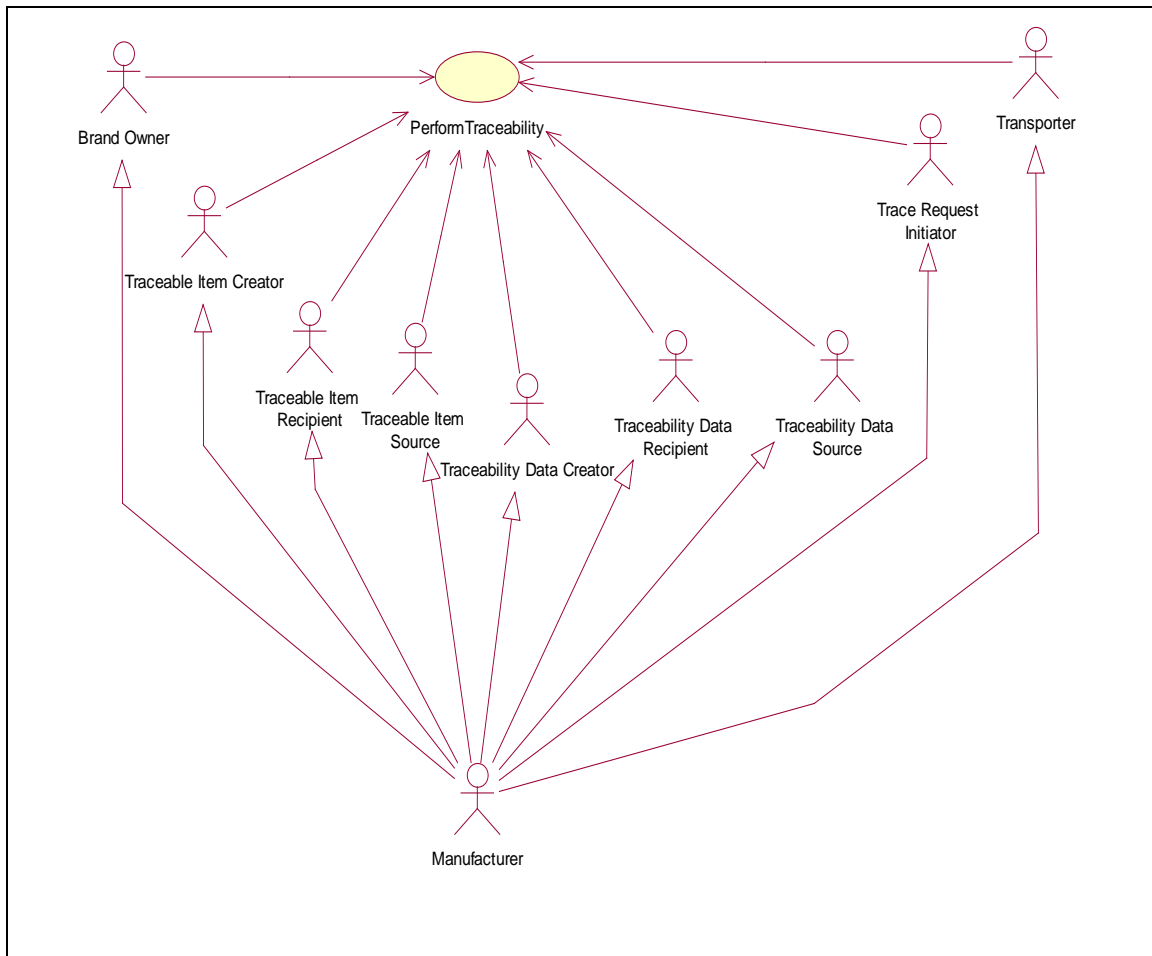 PerformTraceability
Brand Owner
Transporter
Trace Request
Initiator
Traceable Item Creator
Traceable Item
Recipient
Traceable Item
Source
Traceability Data Creator
Traceability Data
Recipient
Traceability Data
Source
Manufacturer